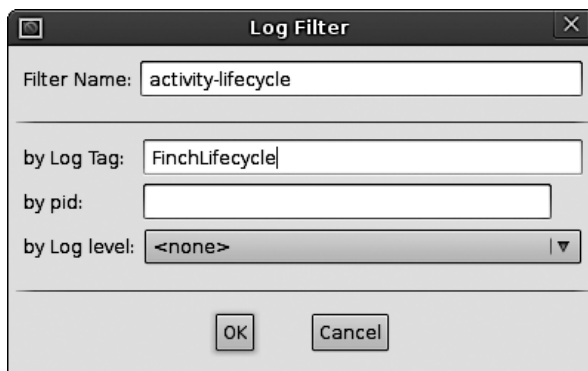 Log Filter
Filter Name: activity-lifecycle
by Log Tag: FinchLifecycle
by pid:
by Log level: <none>
OK Cancel